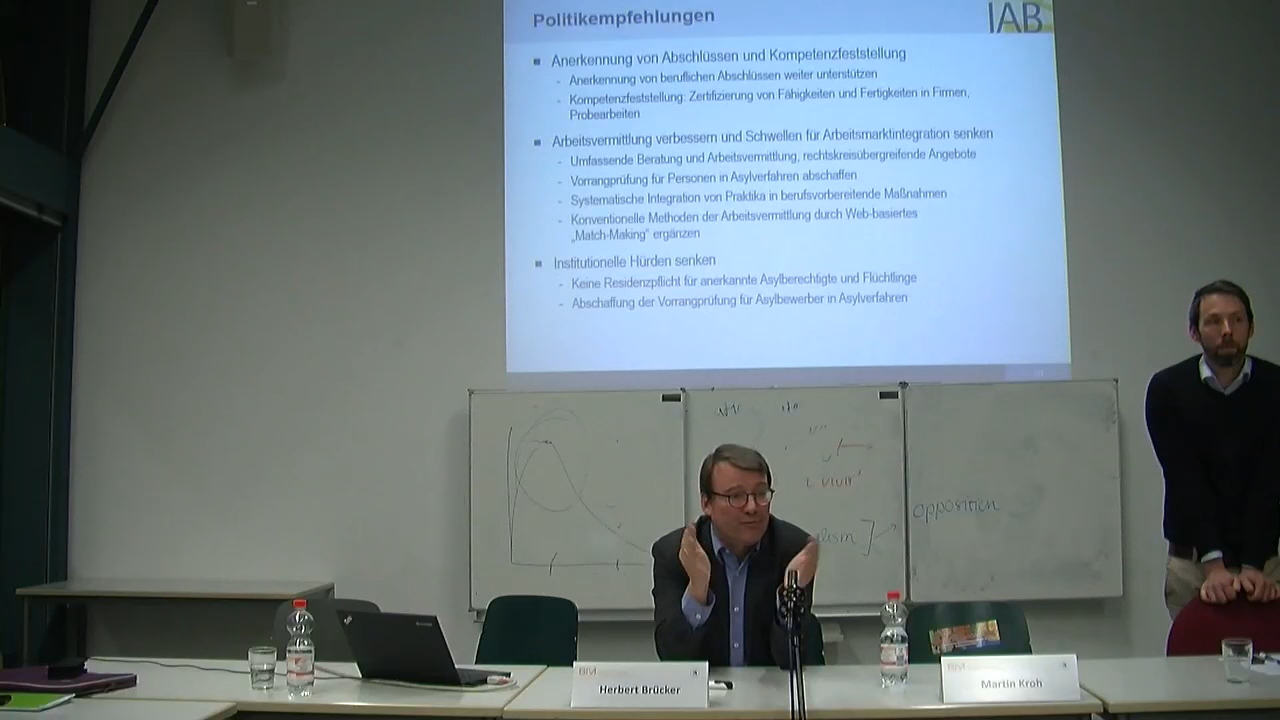 Politikempfehlungen
IAB
Anerkennung von Abschlüssen und Kompetenzfeststellung
- Anerkennung von beruflichen Abschlüssen weiter unterstützen
- Kompetenzfeststellung: Zertifizierung von Fähigkeiten und Fertigkeiten in Firmen,
Probearbeiten
Arbeitsvermittlung verbessern und Schwellen für Arbeitsmarktintegration senken
- Umfassende Beratung und Arbeitsvermittlung, rechtskreisübergreifende Angebote
- Vorrangprüfung für Personen in Asylverfahren abschaffen
- Systematische Integration von Praktika in berufsvorbereitende Maßnahmen
- Konventionelle Methoden der Arbeitsvermittlung durch Web-basiertes
„Match-Making" ergänzen
Institutionelle Hürden senken
- Keine Residenzpflicht für anerkannte Asylberechtigte und Flüchtlinge
- Abschaffung der Vorrangprüfung für Asylbewerber in Asylverfahren
opposition
BIM
Herbert Brücker
BIM
Martin Kroh